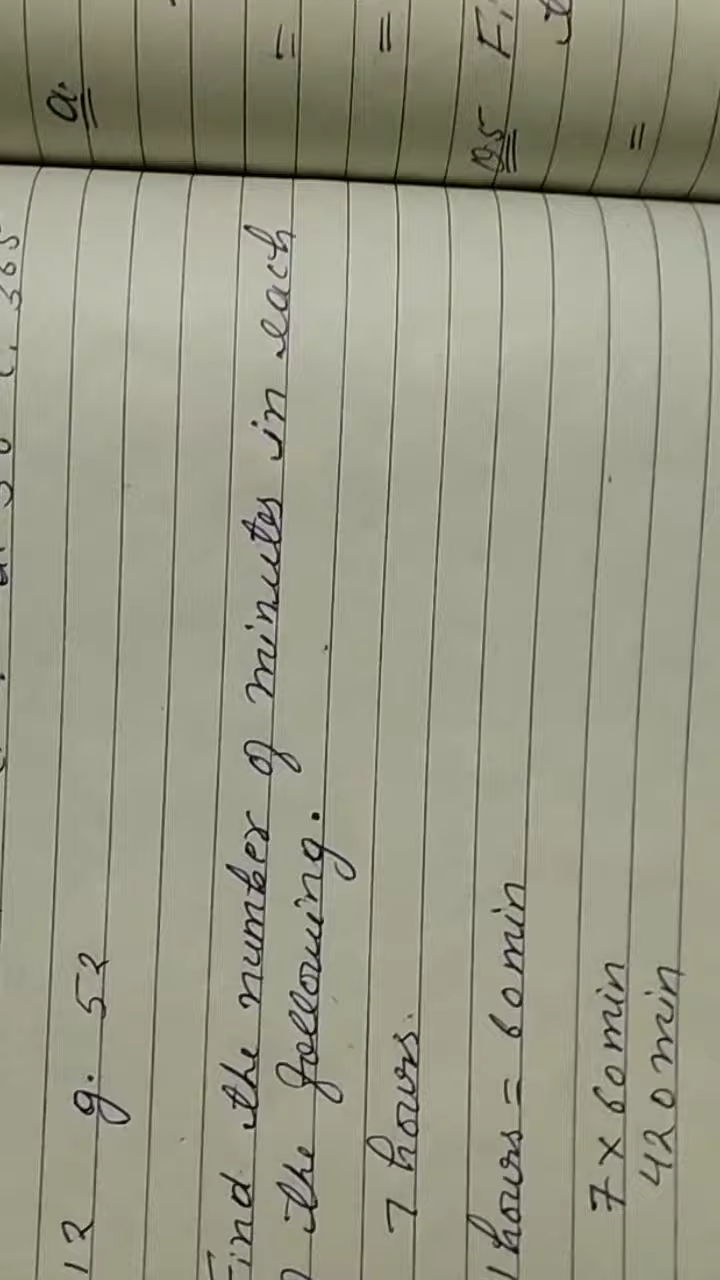 365
12 g. 52
Find the number of minutes in each
the following.
7 hours.
1 hours = 60 min
7 × 60 min
420 min
a.
=
=
Q5 Fi
=